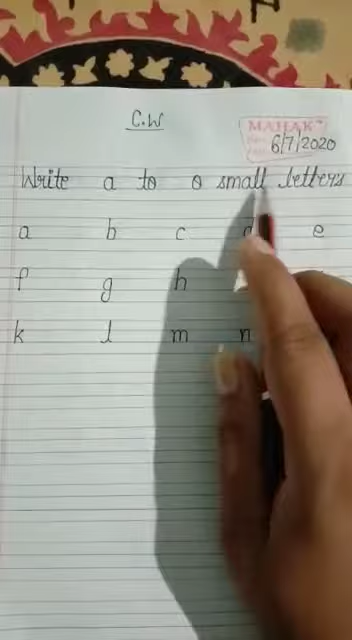 C.W
MAHAK
6/7/2020
Write a to o small letters
a b c d e
f g h
k l m n